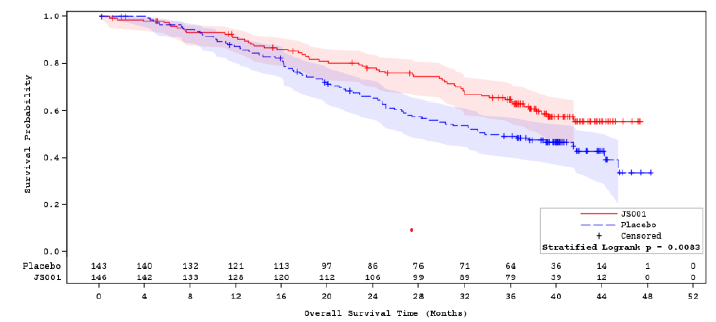 1.0
0.8
0.6
0.4
0.2
0.0
Survival Probability
JS001
Placebo
Censored
Stratified Logrank p = 0.0083
Placebo 143 140 132 121 113 97 86 76 71 64 36 14 1 0
JS001 146 142 133 128 120 112 106 99 89 79 39 12 0 0
0 4 8 12 16 20 24 28 32 36 40 44 48 52
Overall Survival Time (Months)